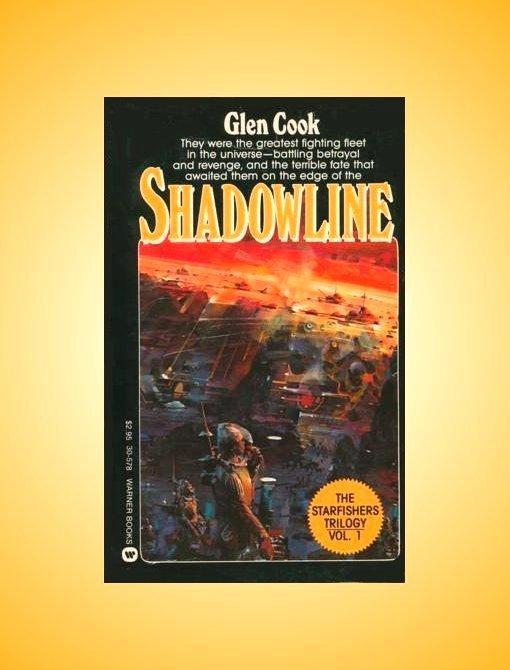 Glen Cook
They were the greatest fighting fleet
in the universe—battling betrayal
and revenge, and the terrible fate that
awaited them on the edge of the
SHADOWLINE
THE
STARFISHERS
TRILOGY
VOL. 1
$2.95 30-578 WARNER BOOKS
W